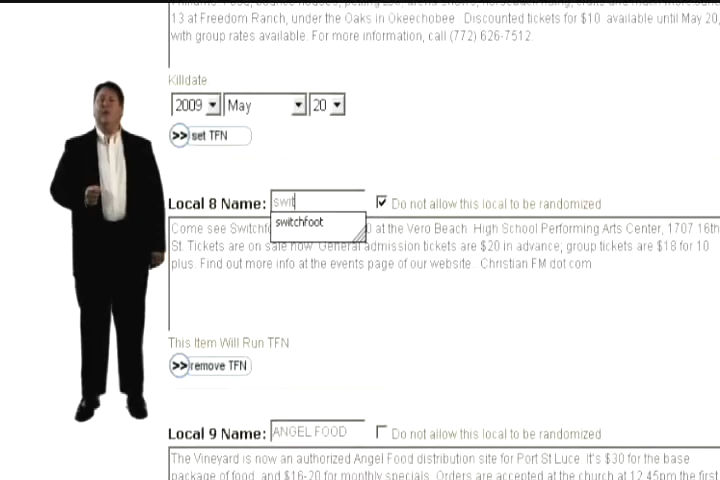 13 at Freedom Ranch, under the Oaks in Okeechobee. Discounted tickets for $10 available until May 20,
with group rates available. For more information, call (772) 626-7512.
Killdate
2009 May 20
>> set TFN
Local 8 Name: swit Do not allow this local to be randomized
switchfoot
Come see Switchfo 0 at the Vero Beach High School Performing Arts Center, 1707 16th
St. Tickets are on sale now. General admission tickets are $20 in advance; group tickets are $18 for 10
plus. Find out more info at the events page of our website. Christian FM dot com
This Item Will Run TFN
>> remove TFN
Local 9 Name: ANGEL FOOD Do not allow this local to be randomized
The Vineyard is now an authorized Angel Food distribution site for Port St Luce. It's $30 for the base
package of food, and $16-20 for monthly specials. Orders are accepted at the church at 12:45pm the first